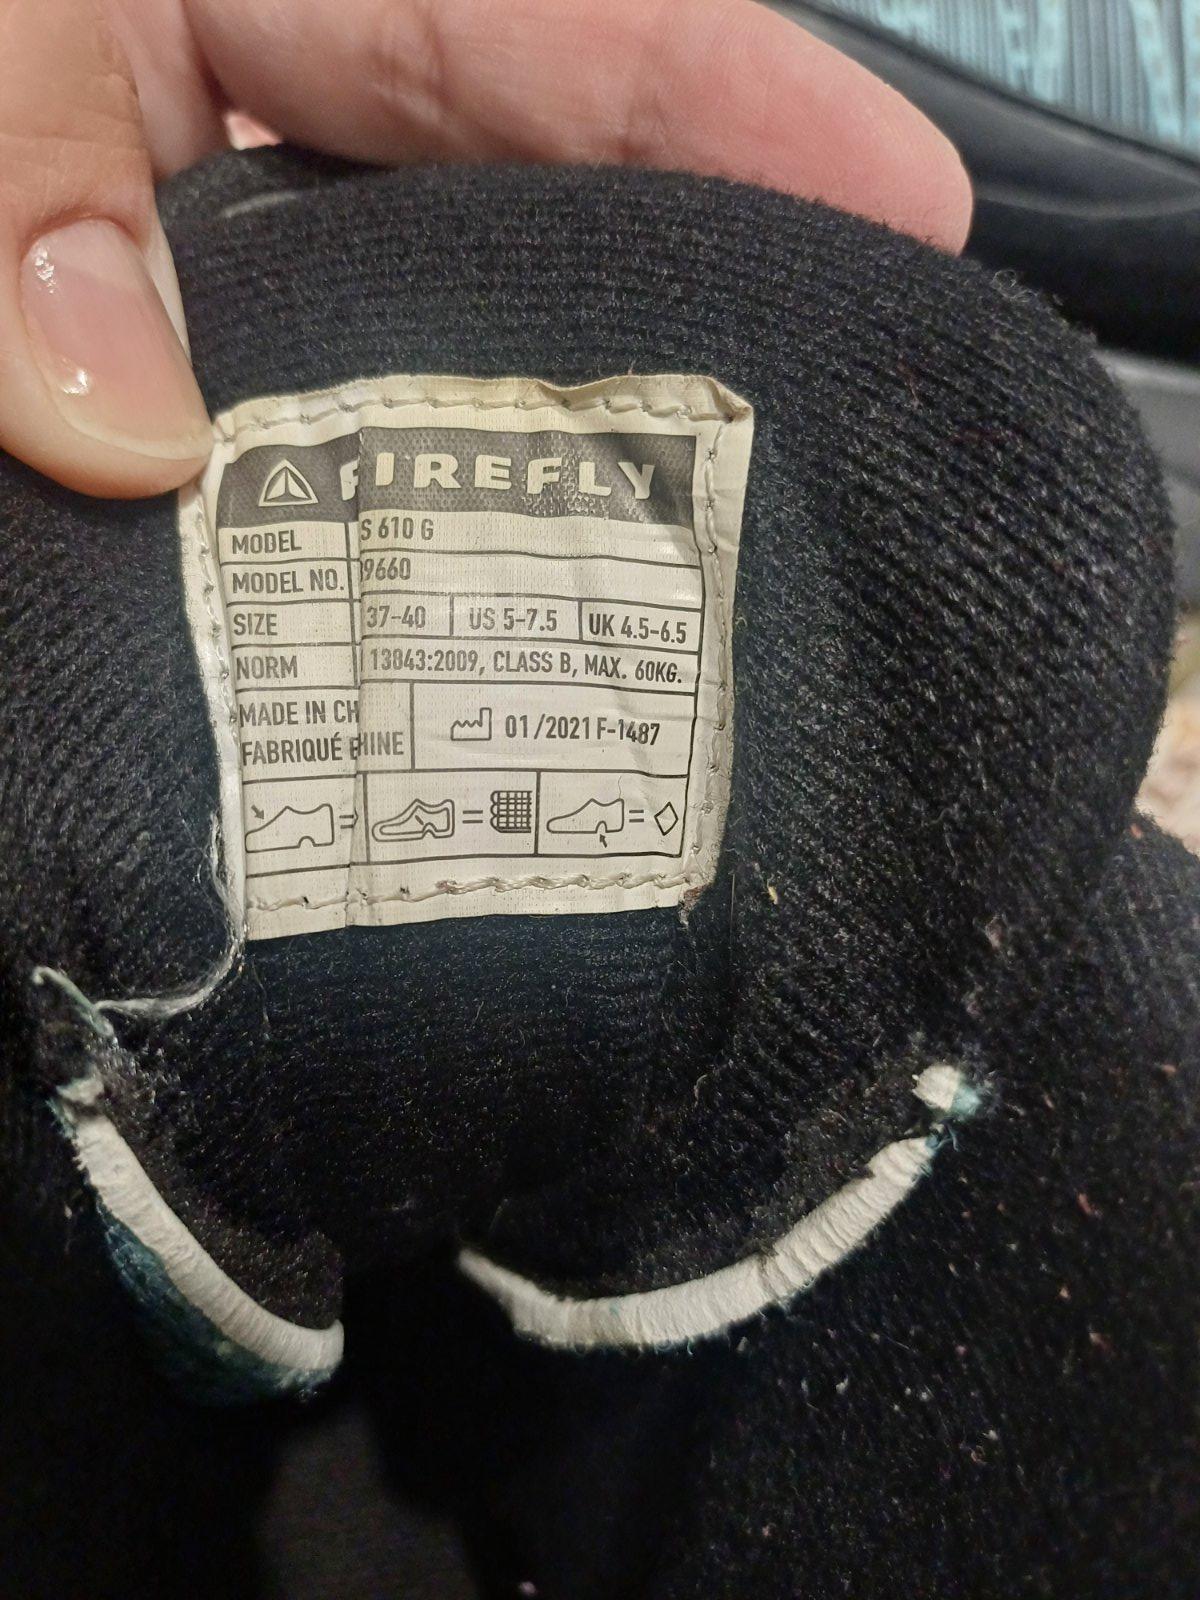 FIREFLY
MODEL S 610 G
MODEL NO. 9660
SIZE 37-40 US 5-7.5 UK 4.5-6.5
NORM 13843:2009, CLASS B, MAX. 60KG.
MADE IN CH
FABRIQUÉ E HINE
01/2021 F-1487